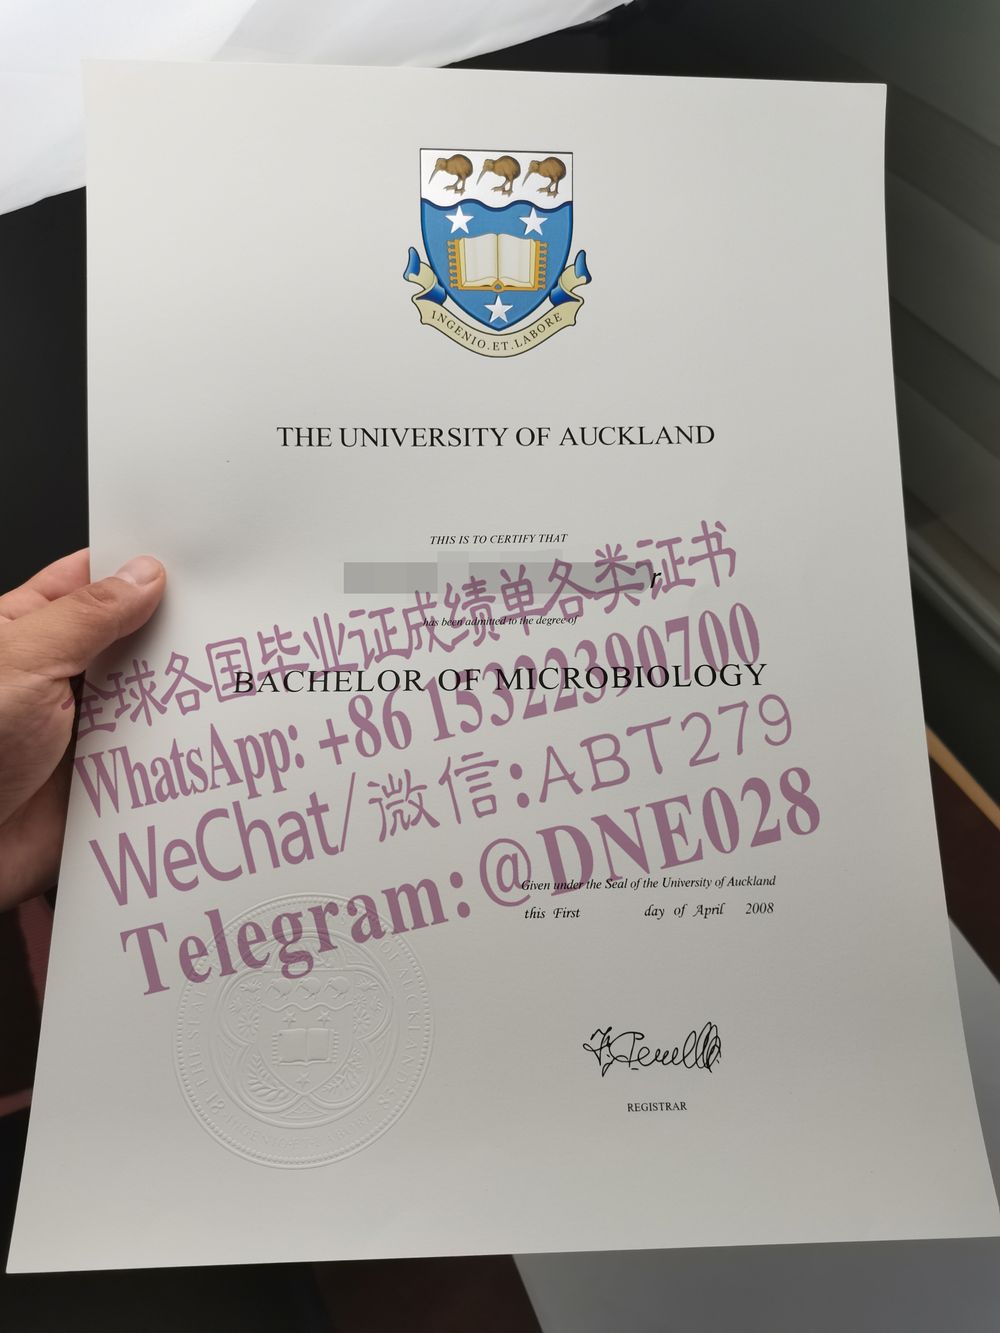 INGENIO.ET.LABORE
THE UNIVERSITY OF AUCKLAND
THIS IS TO CERTIFY THAT
r
has been admitted to the degree of
全球各国毕业证成绩单各类证书
BACHELOR OF MICROBIOLOGY
WhatsApp: +86 15322390700
WeChat/微信:ABT279
Telegram:@DNE028
Given under the Seal of the University of Auckland
this First day of April 2008
REGISTRAR